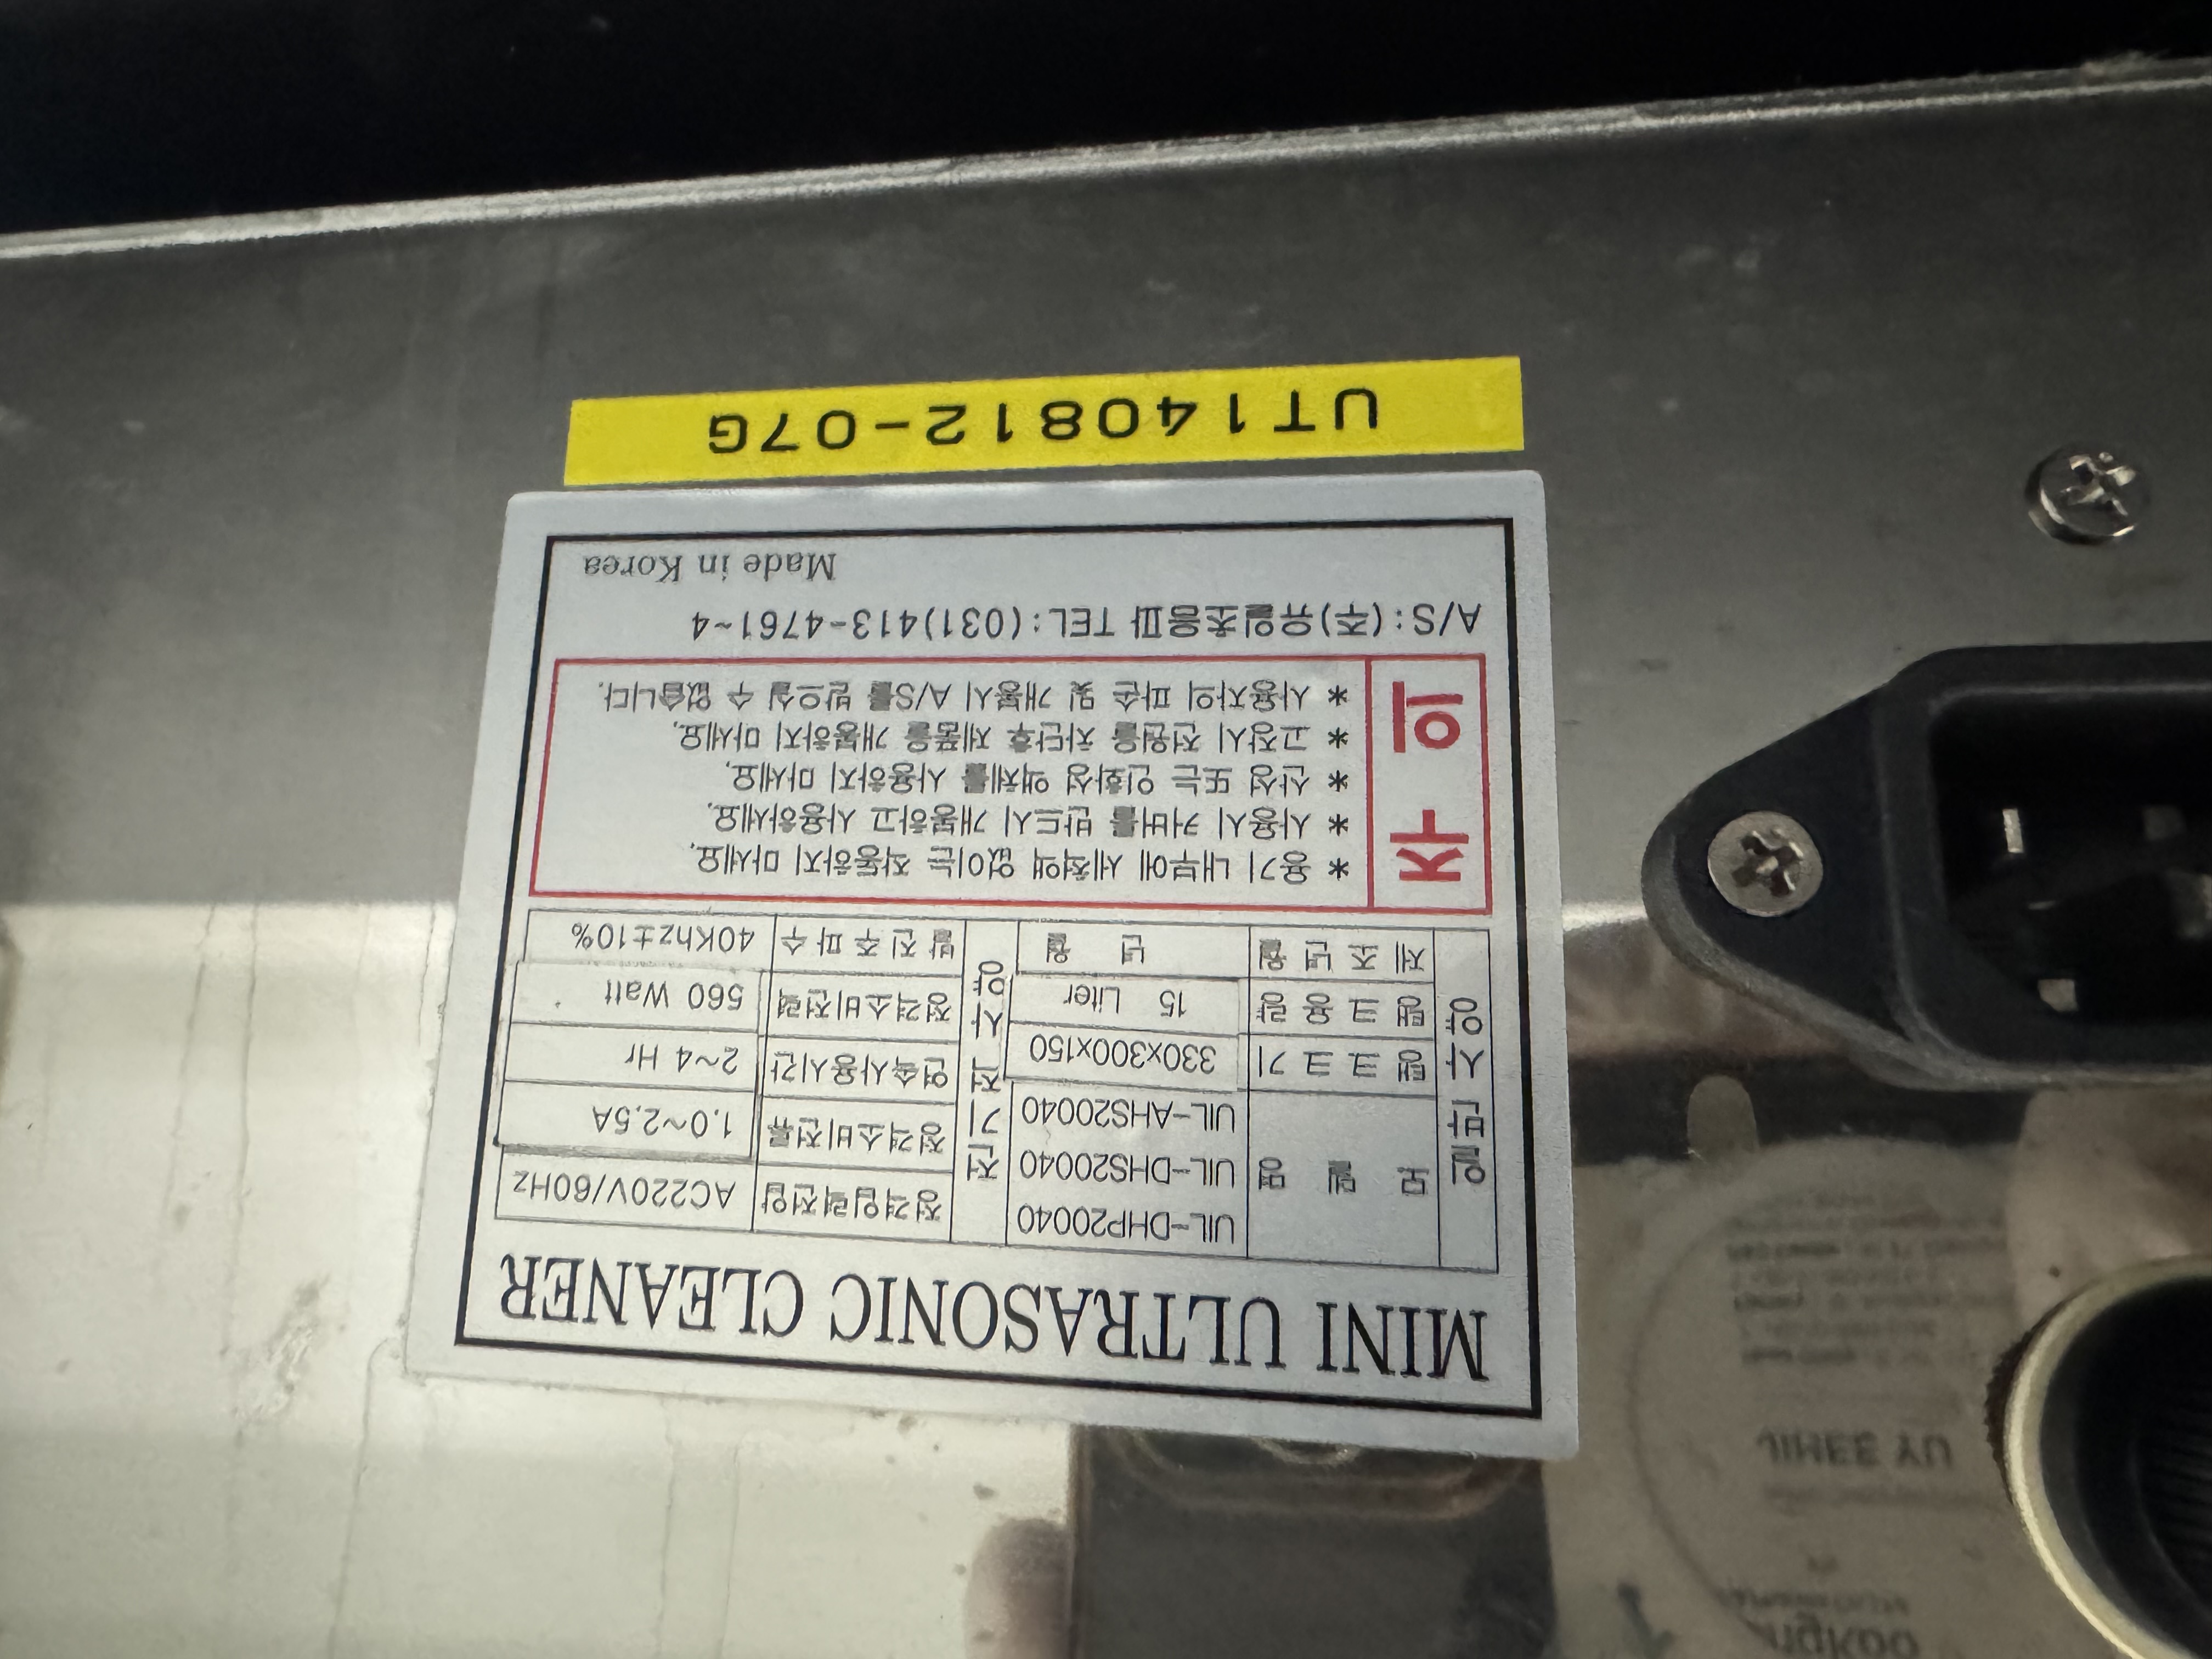 MINI ULTRASONIC CLEANER
일반사양
모 델 명
UIL-DHP20040
UIL-DHS20040
UIL-AHS20040
탱 크 크 기
330x300x150
탱 크 용 량
15 Liter
제 조 년 월
년 월
전기적사양
정격입력전압
AC220V/60Hz
정격소비전류
1.0~2.5A
연속사용시간
2~4 Hr
정격소비전력
560 Watt
발 진 주 파 수
40Khz±10%
주 의
* 용기 내부에 세척액 없이는 작동하지 마세요.
* 사용시 커버를 반드시 개봉하고 사용하세요.
* 산성 또는 인화성 액체를 사용하지 마세요.
* 고장시 전원을 차단후 제품을 개봉하지 마세요.
* 사용자의 파손 및 개봉시 A/S를 받으실 수 없습니다.
A/S:(주)유일초음파 TEL:(031)413-4761~4
Made in Korea
UT140812-07G
JIHEE YU